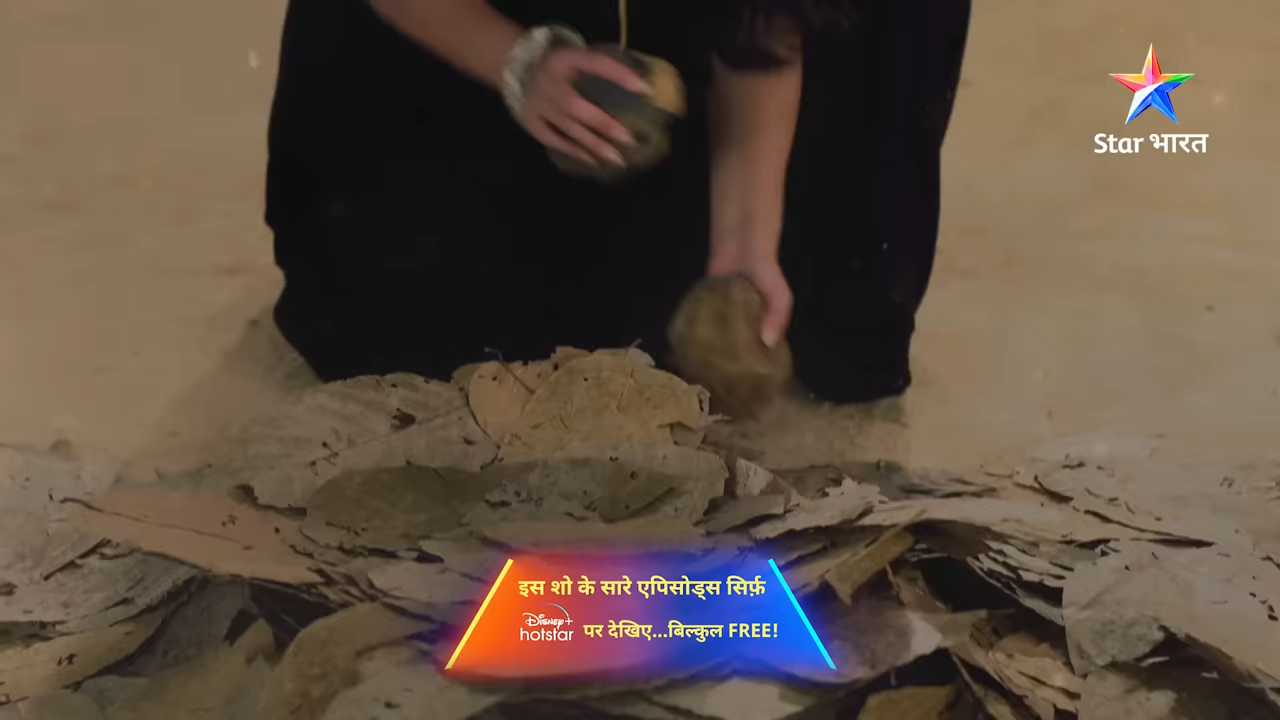 Star भारत
इस शो के सारे एपिसोड्स सिर्फ़
Disney+
hotstar पर देखिए...बिल्कुल FREE!